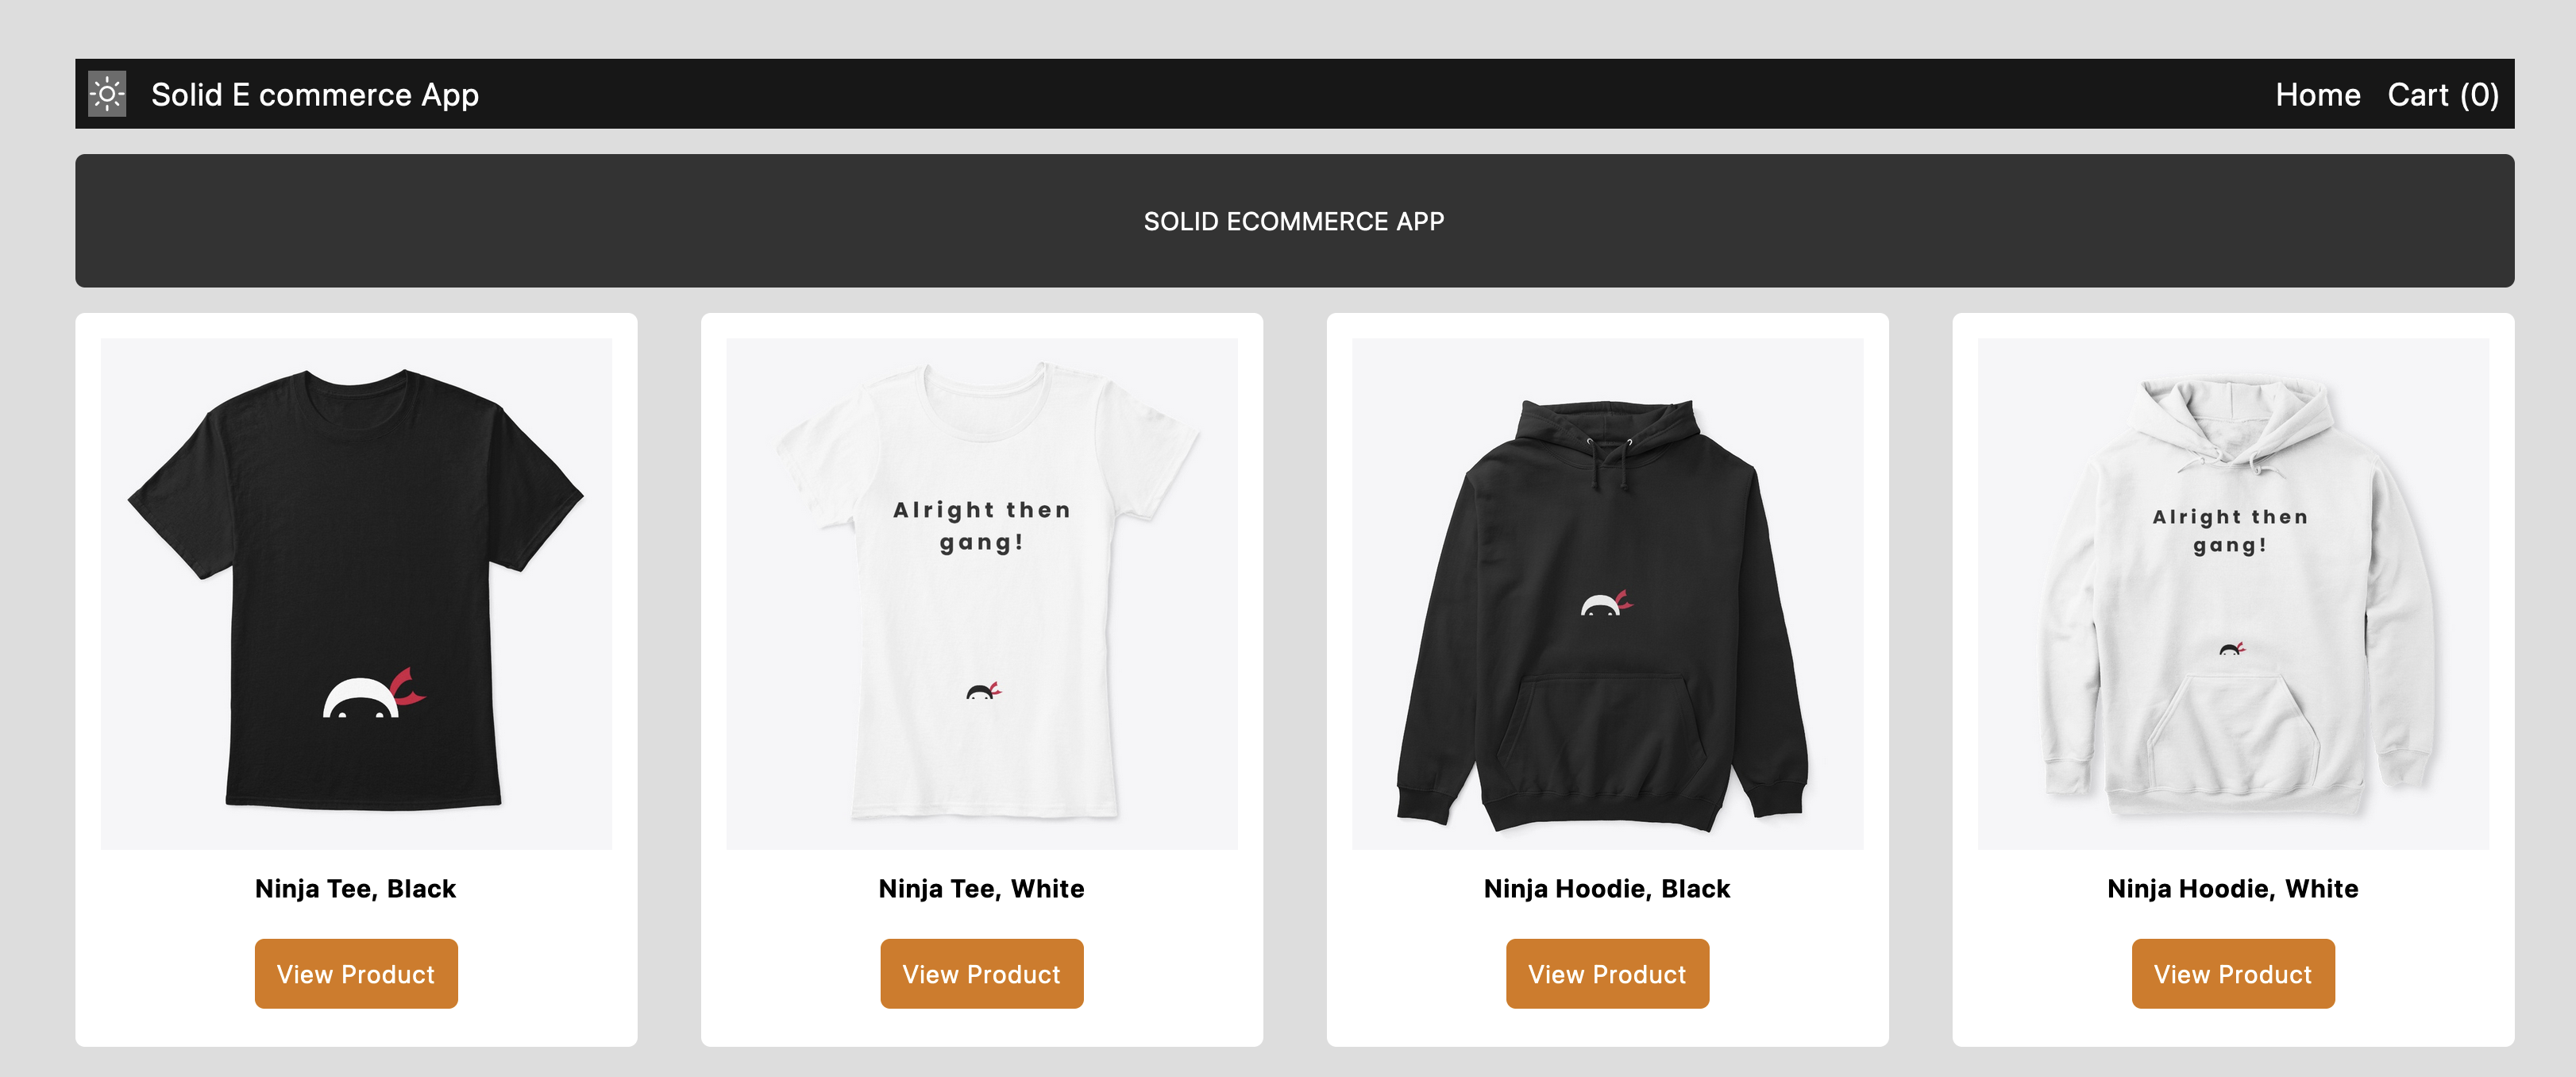 Solid E commerce App
Home Cart (0)
SOLID ECOMMERCE APP
Alright then
gang!
Alright then
gang!
Ninja Tee, Black
Ninja Tee, White
Ninja Hoodie, Black
Ninja Hoodie, White
View Product
View Product
View Product
View Product